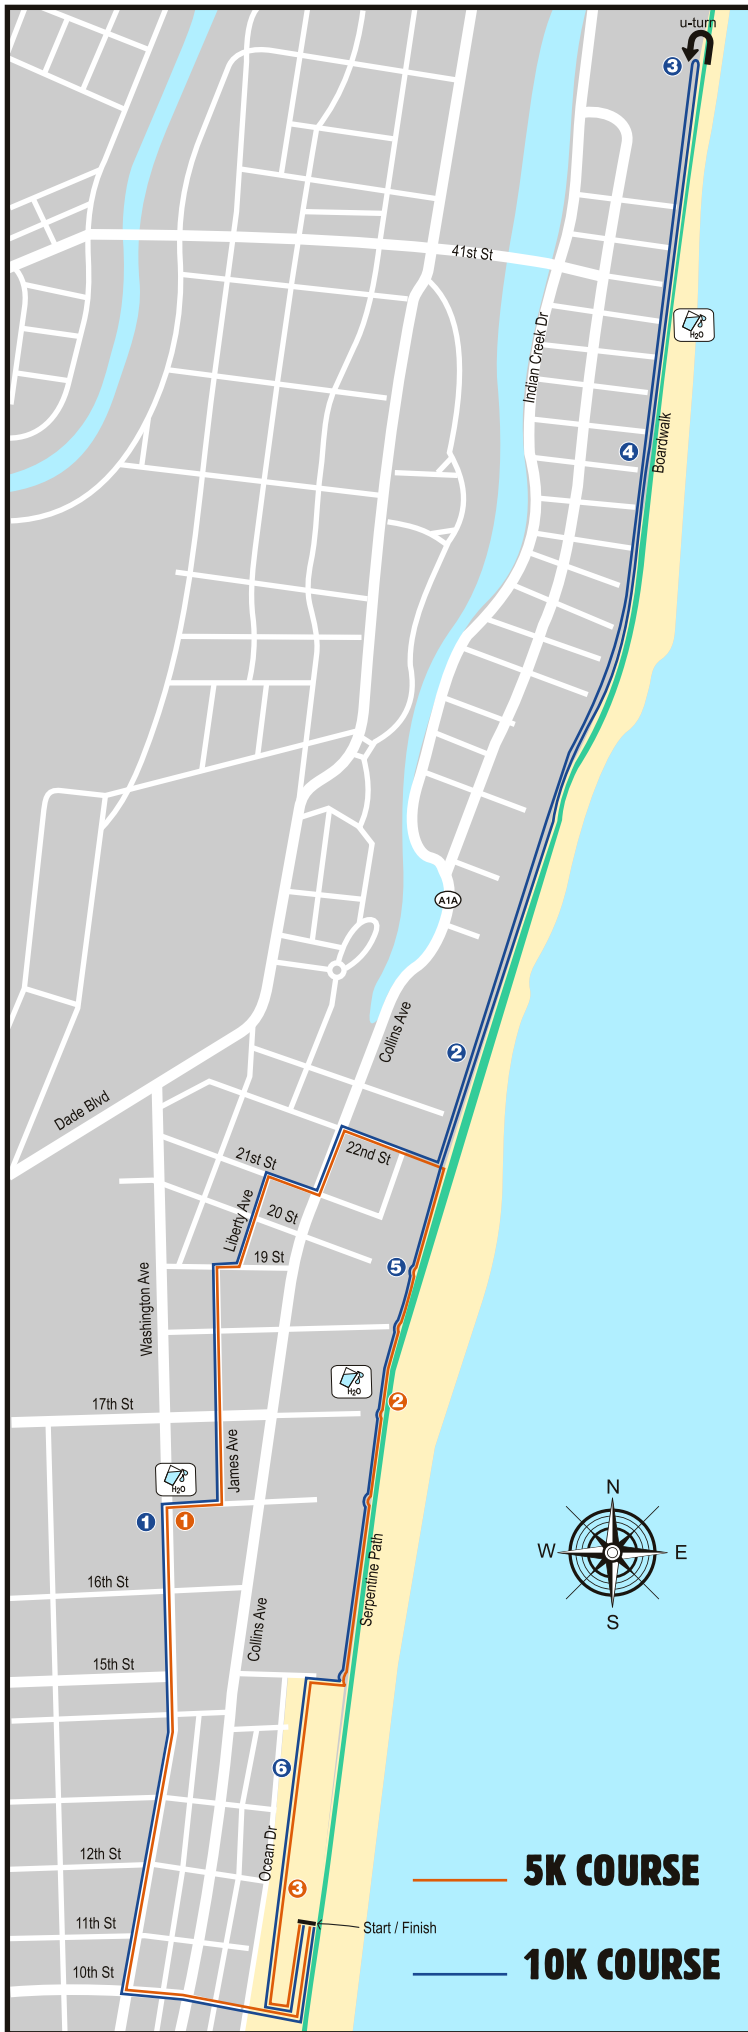 u-turn
3
41st St
H₂O
Indian Creek Dr
4
Boardwalk
A1A
Collins Ave
2
Dade Blvd
22nd St
21st St
Liberty Ave
20 St
19 St
5
Washington Ave
H₂O
2
17th St
James Ave
H₂O
1
1
N
W
E
S
Serpentine Path
16th St
Collins Ave
15th St
6
Ocean Dr
12th St
3
5K COURSE
11th St
Start / Finish
10th St
10K COURSE